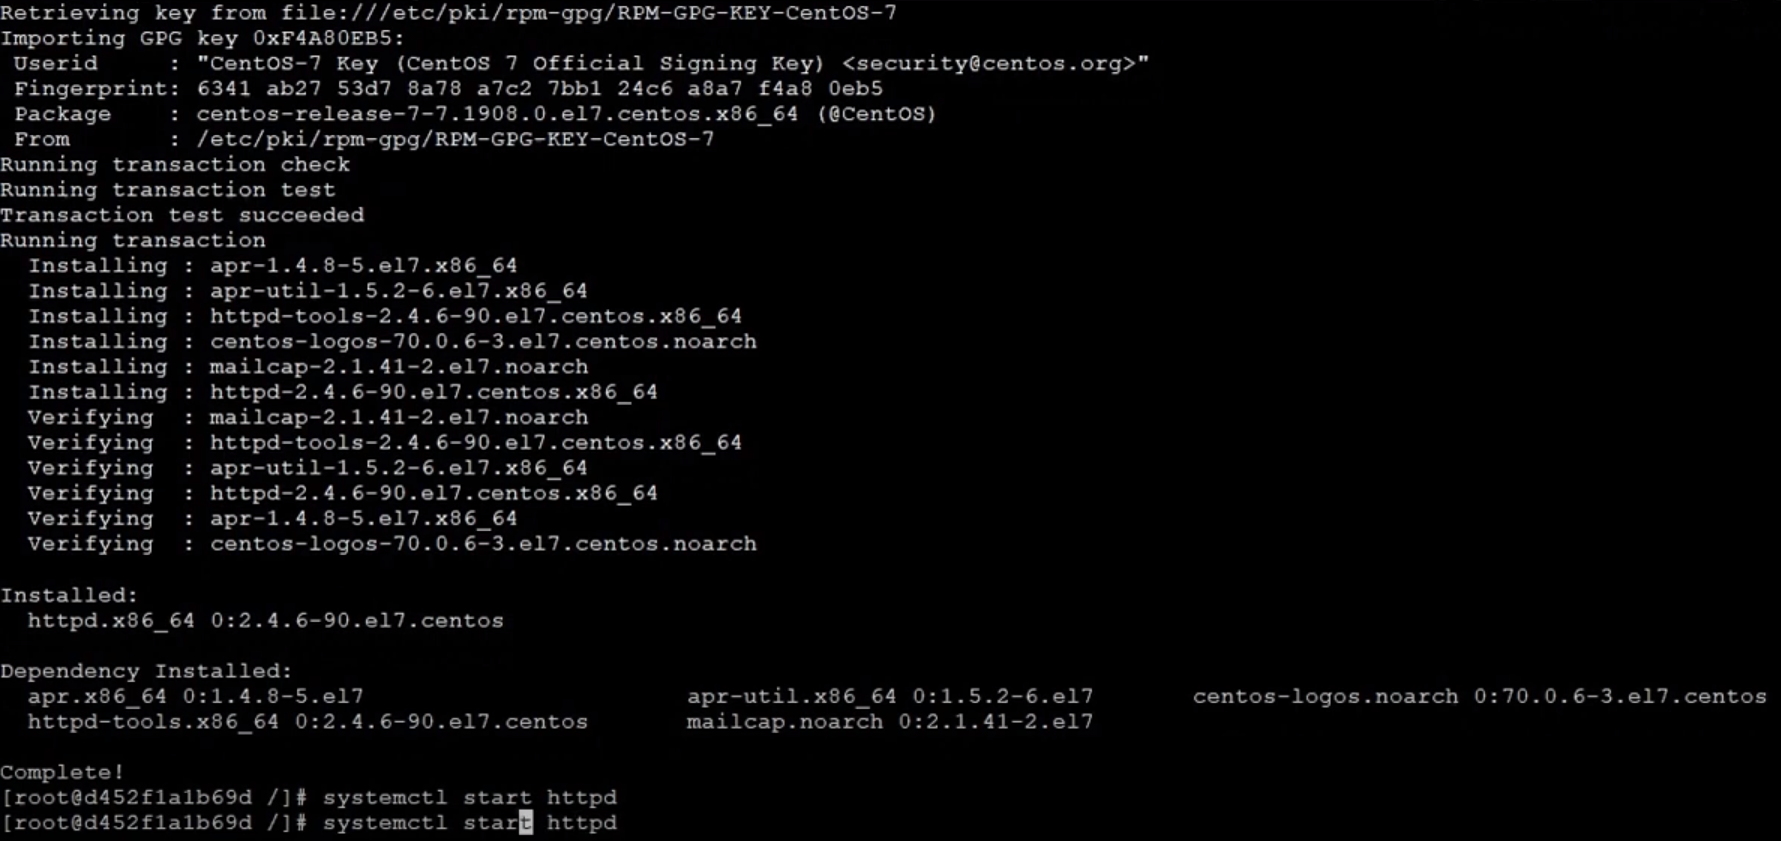 Retrieving key from file:///etc/pki/rpm-gpg/RPM-GPG-KEY-CentOS-7
Importing GPG key 0xF4A80EB5:
 Userid     : "CentOS-7 Key (CentOS 7 Official Signing Key) <security@centos.org>"
 Fingerprint: 6341 ab27 53d7 8a78 a7c2 7bb1 24c6 a8a7 f4a8 0eb5
 Package    : centos-release-7-7.1908.0.el7.centos.x86_64 (@CentOS)
 From       : /etc/pki/rpm-gpg/RPM-GPG-KEY-CentOS-7
Running transaction check
Running transaction test
Transaction test succeeded
Running transaction
  Installing : apr-1.4.8-5.el7.x86_64
  Installing : apr-util-1.5.2-6.el7.x86_64
  Installing : httpd-tools-2.4.6-90.el7.centos.x86_64
  Installing : centos-logos-70.0.6-3.el7.centos.noarch
  Installing : mailcap-2.1.41-2.el7.noarch
  Installing : httpd-2.4.6-90.el7.centos.x86_64
  Verifying  : mailcap-2.1.41-2.el7.noarch
  Verifying  : httpd-tools-2.4.6-90.el7.centos.x86_64
  Verifying  : apr-util-1.5.2-6.el7.x86_64
  Verifying  : httpd-2.4.6-90.el7.centos.x86_64
  Verifying  : apr-1.4.8-5.el7.x86_64
  Verifying  : centos-logos-70.0.6-3.el7.centos.noarch

Installed:
  httpd.x86_64 0:2.4.6-90.el7.centos

Dependency Installed:
  apr.x86_64 0:1.4.8-5.el7                       apr-util.x86_64 0:1.5.2-6.el7       centos-logos.noarch 0:70.0.6-3.el7.centos
  httpd-tools.x86_64 0:2.4.6-90.el7.centos       mailcap.noarch 0:2.1.41-2.el7

Complete!
[root@d452f1a1b69d /]# systemctl start httpd
[root@d452f1a1b69d /]# systemctl start httpd